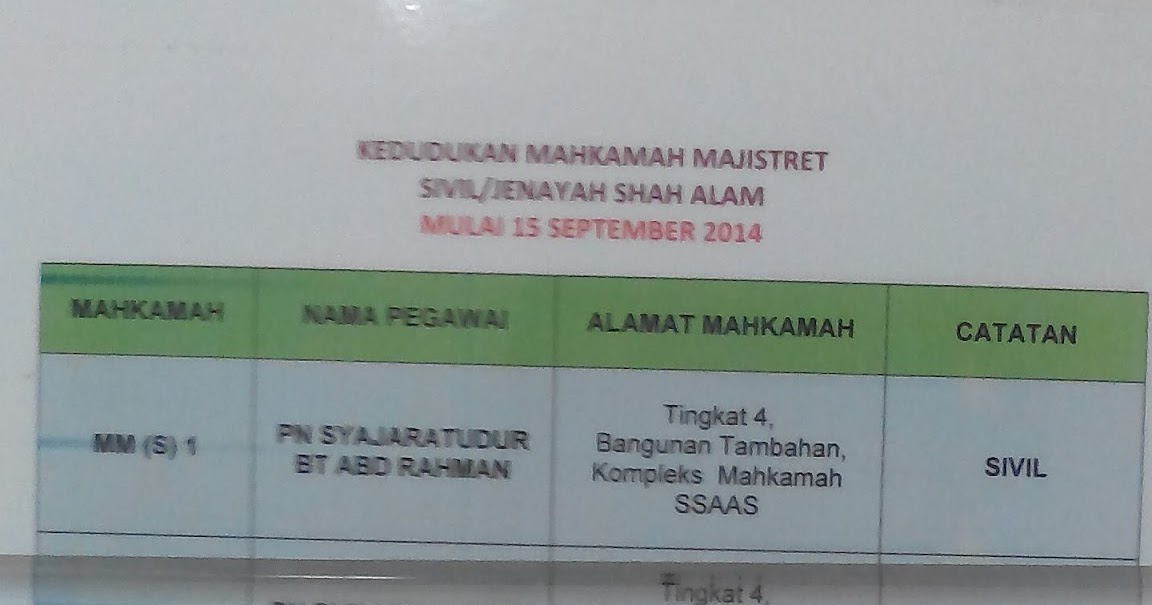 KEDUDUKAN MAHKAMAH MAJISTRET
SIVIL/JENAYAH SHAH ALAM
MULAI 15 SEPTEMBER 2014
MAHKAMAH NAMA PEGAWAI ALAMAT MAHKAMAH CATATAN
MM (S) 1
PN SYAJARATUDUR
BT ABD RAHMAN
Tingkat 4,
Bangunan Tambahan,
Kompleks Mahkamah
SSAAS
SIVIL
Tingkat 4,